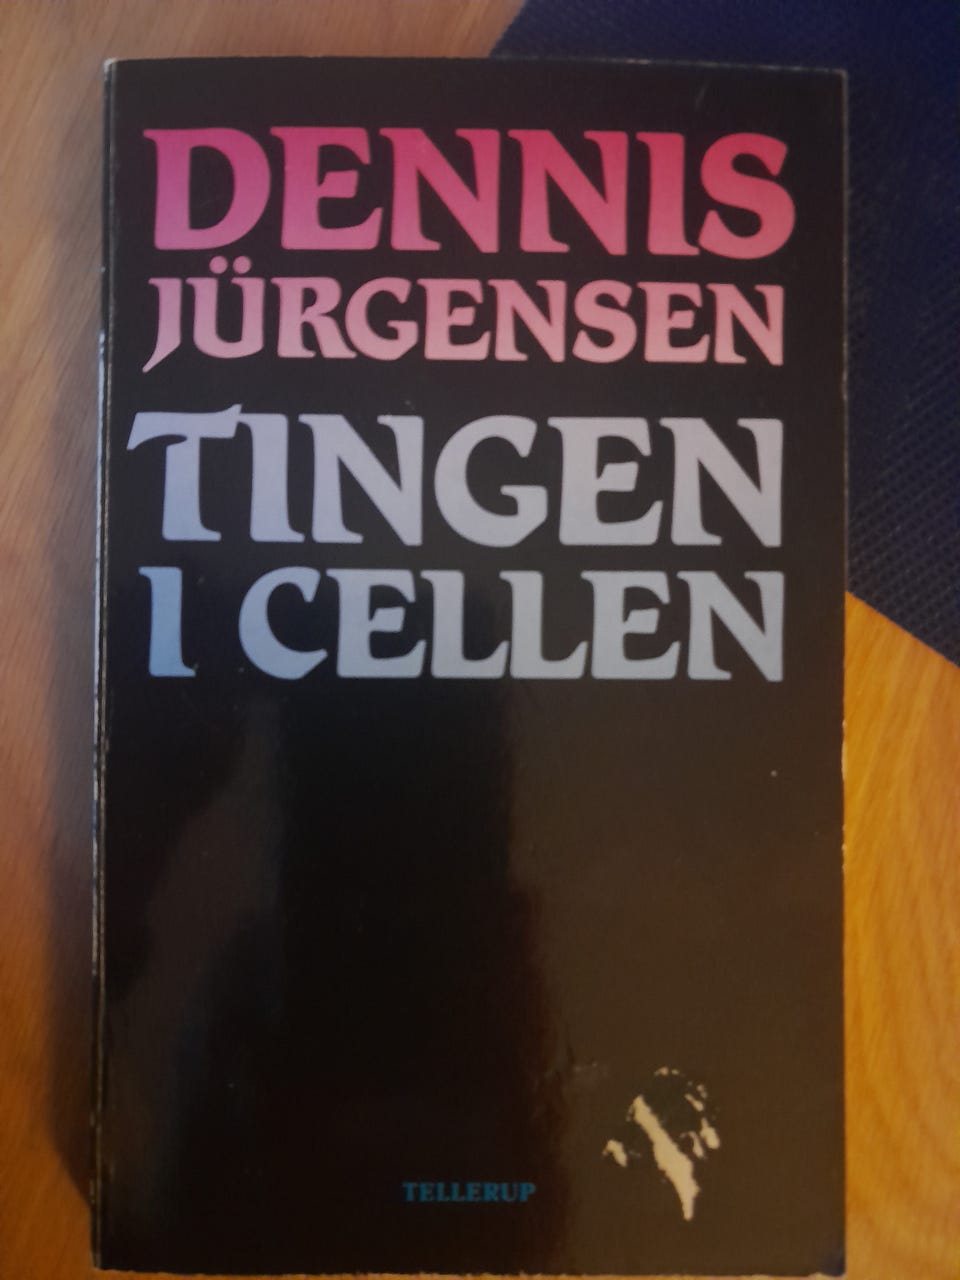 DENNIS
JÜRGENSEN
TINGEN
I CELLEN
TELLERUP